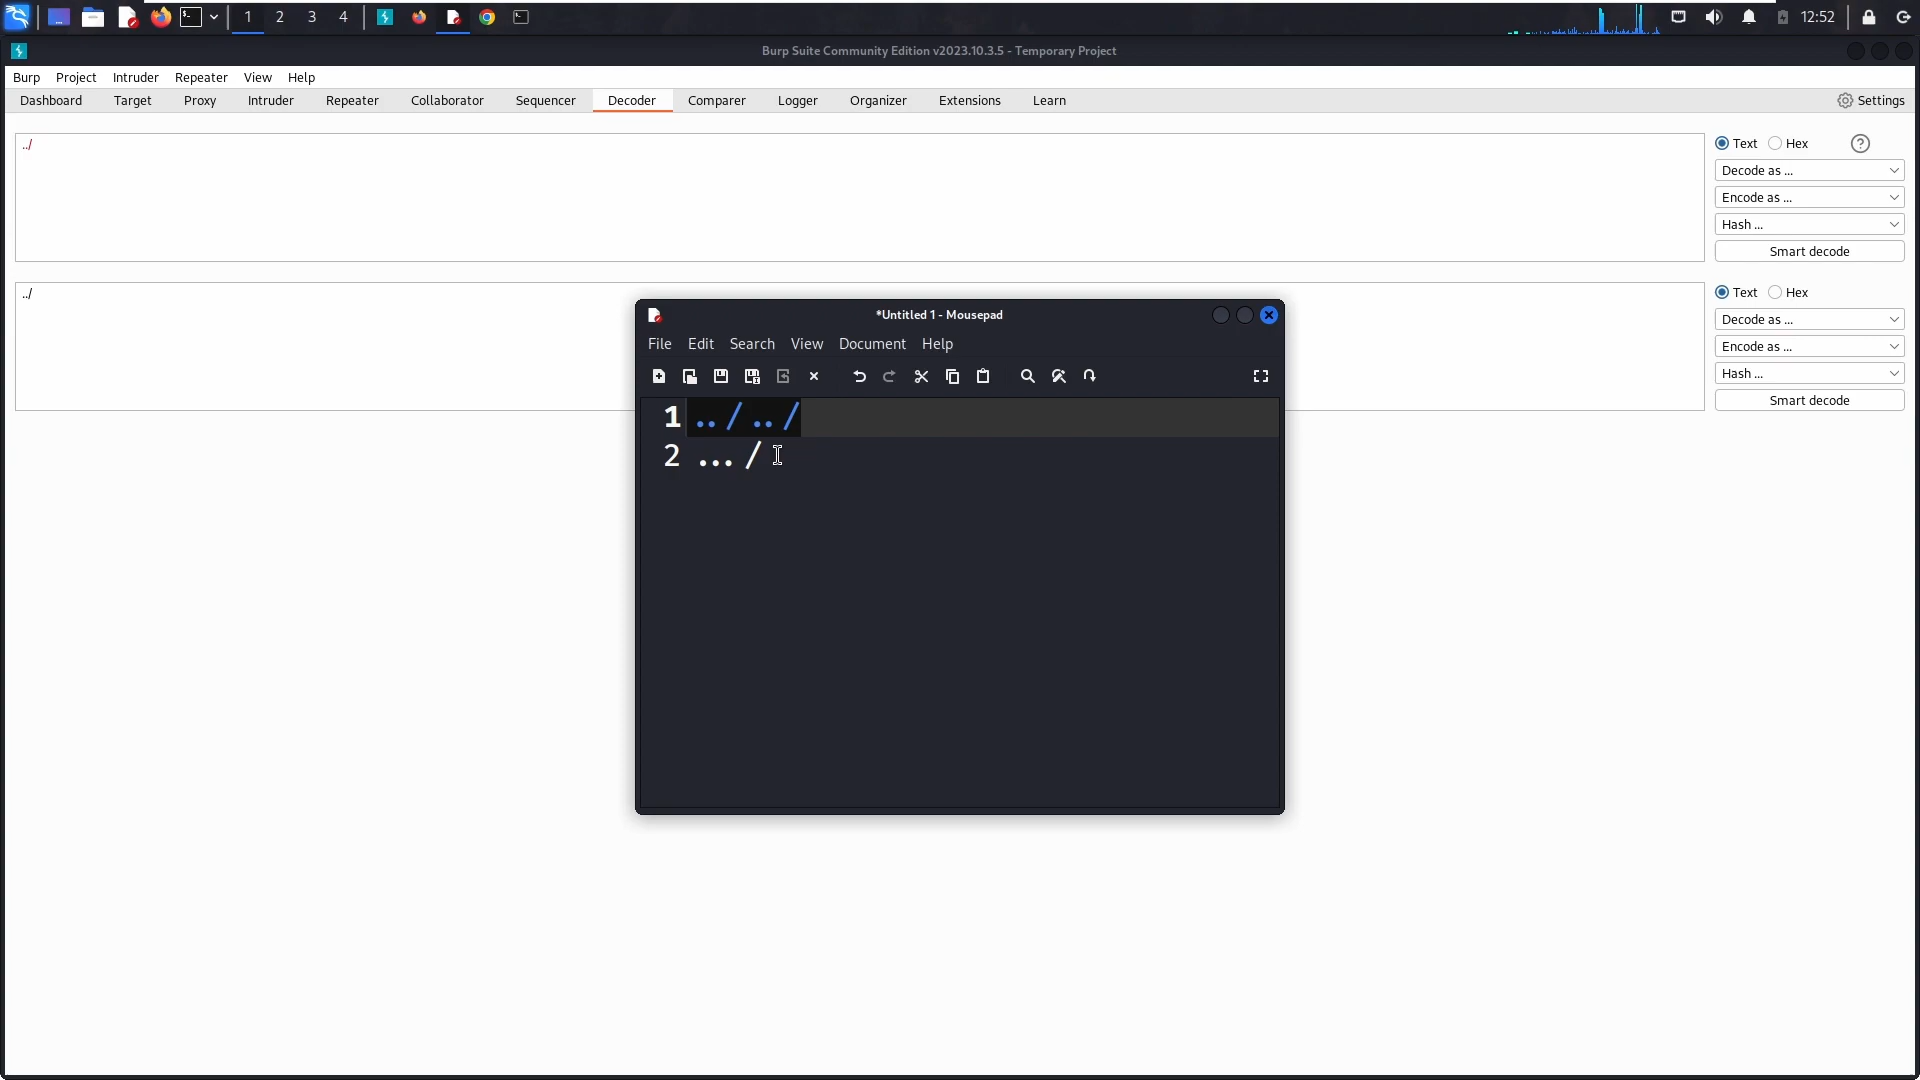 1 2 3 4 12:52
Burp Suite Community Edition v2023.10.3.5 - Temporary Project
Burp Project Intruder Repeater View Help
Dashboard Target Proxy Intruder Repeater Collaborator Sequencer Decoder Comparer Logger Organizer Extensions Learn Settings
../
Text Hex ?
Decode as ...
Encode as ...
Hash ...
Smart decode
../
Text Hex
Decode as ...
Encode as ...
Hash ...
Smart decode
*Untitled 1 - Mousepad
File Edit Search View Document Help
1 ../../
2 .../